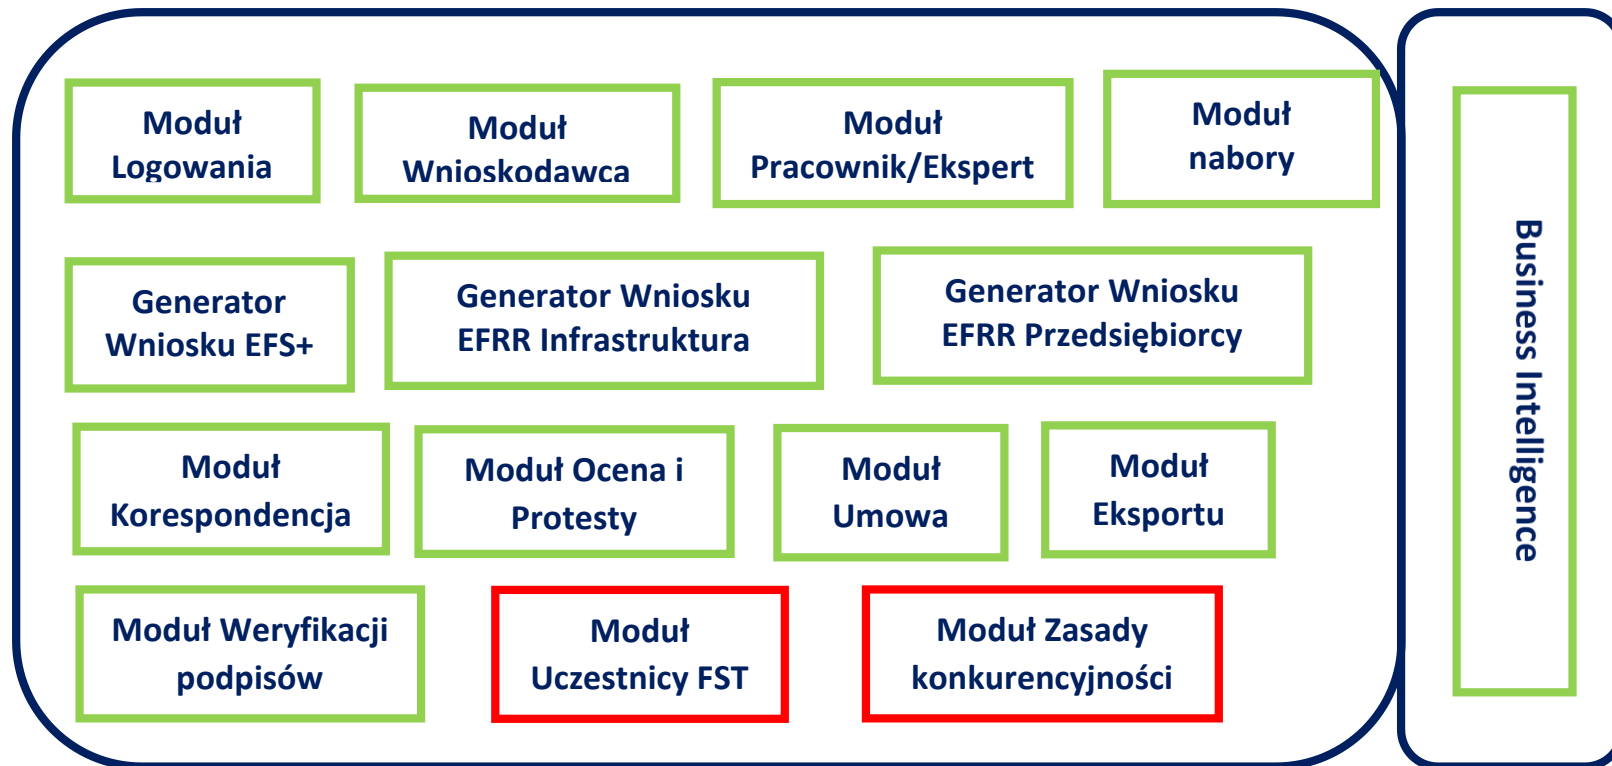 Moduł
Logowania
Moduł
Wnioskodawca
Moduł
Pracownik/Ekspert
Moduł
nabory
Generator
Wniosku EFS+
Generator Wniosku
EFRR Infrastruktura
Generator Wniosku
EFRR Przedsiębiorcy
Moduł
Korespondencja
Moduł Ocena i
Protesty
Moduł
Umowa
Moduł
Eksportu
Moduł Weryfikacji
podpisów
Moduł
Uczestnicy FST
Moduł Zasady
konkurencyjności
Business Intelligence